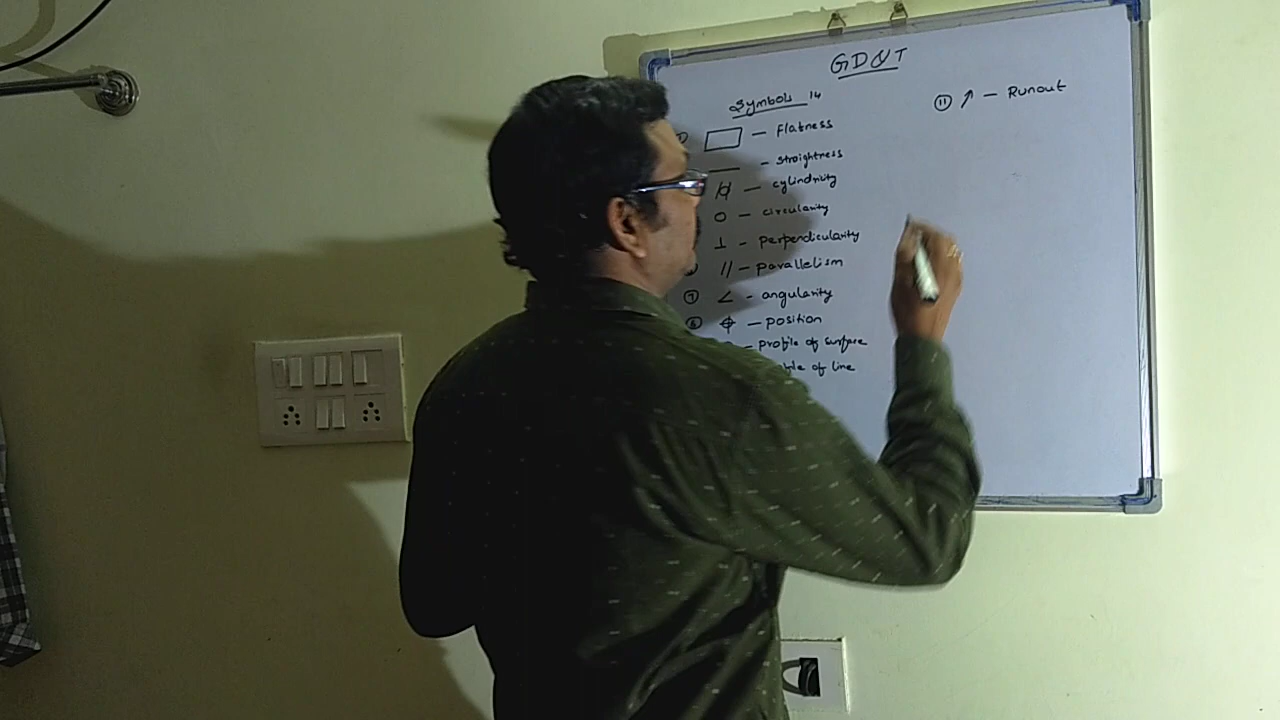 GD&T
Symbols 14
① ▱ — flatness
— - straightness
⌭ — cylindricity
○ - circularity
⊥ - perpendicularity
// - parallelism
⑦ ∠ - angularity
⑧ ⌖ — position
- profile of surface
of line
⑪ ↗ — Runout